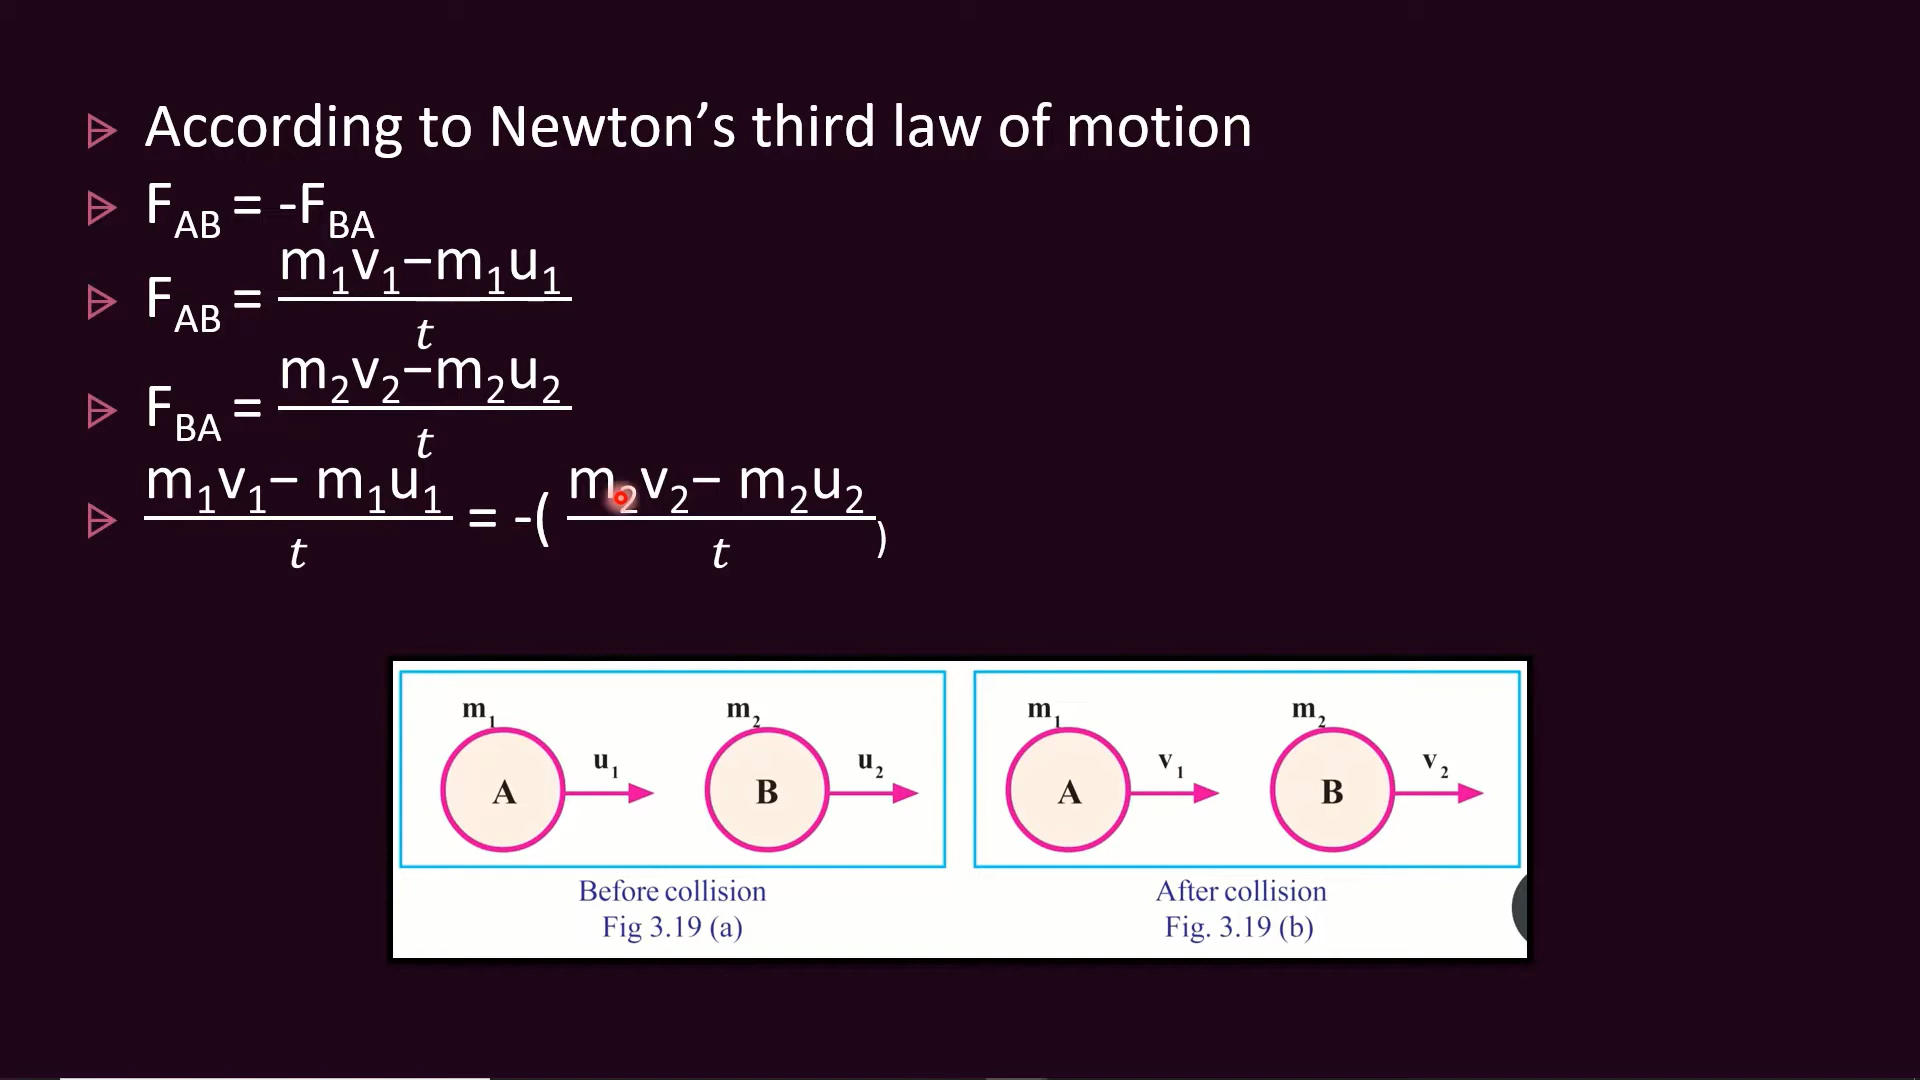 According to Newton’s third law of motion
F_AB = -F_BA
F_AB = (m₁v₁−m₁u₁)/t
F_BA = (m₂v₂−m₂u₂)/t
(m₁v₁− m₁u₁)/t = -( (m₂v₂− m₂u₂)/t )
m₁ m₂
u₁ u₂
A B
Before collision
Fig 3.19 (a)
m₁ m₂
v₁ v₂
A B
After collision
Fig. 3.19 (b)